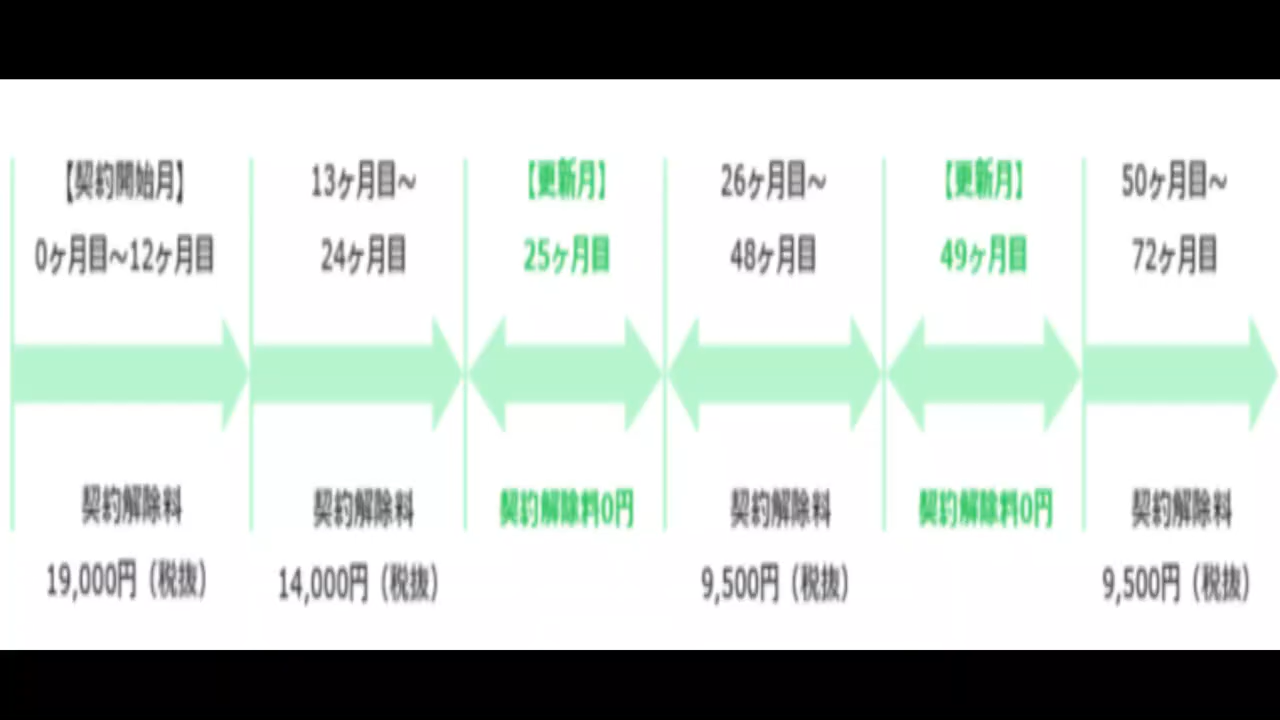 【契約開始月】
0ヶ月目～12ヶ月目
契約解除料
19,000円（税抜）
13ヶ月目～
24ヶ月目
契約解除料
14,000円（税抜）
【更新月】
25ヶ月目
契約解除料0円
26ヶ月目～
48ヶ月目
契約解除料
9,500円（税抜）
【更新月】
49ヶ月目
契約解除料0円
50ヶ月目～
72ヶ月目
契約解除料
9,500円（税抜）